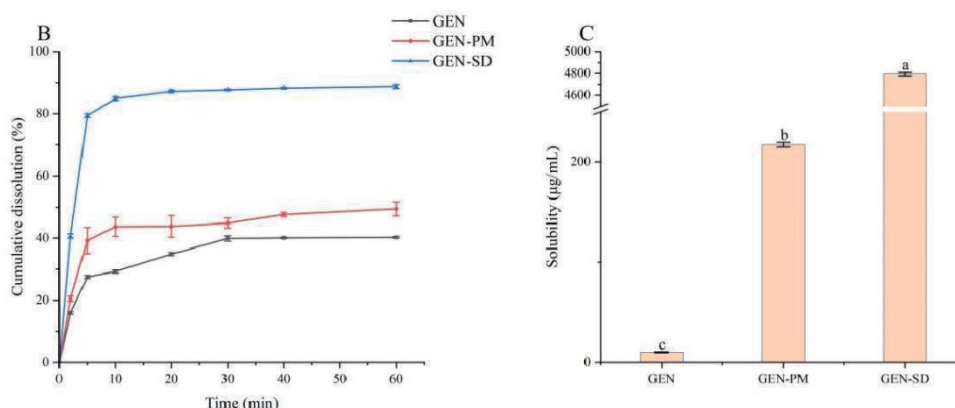 B
GEN
GEN-PM
GEN-SD
100
80
60
40
20
0
Cumulative dissolution (%)
0 10 20 30 40 50 60
Time (min)
C
5000
4800
4600
200
0
Solubility (μg/mL)
a
b
c
GEN GEN-PM GEN-SD